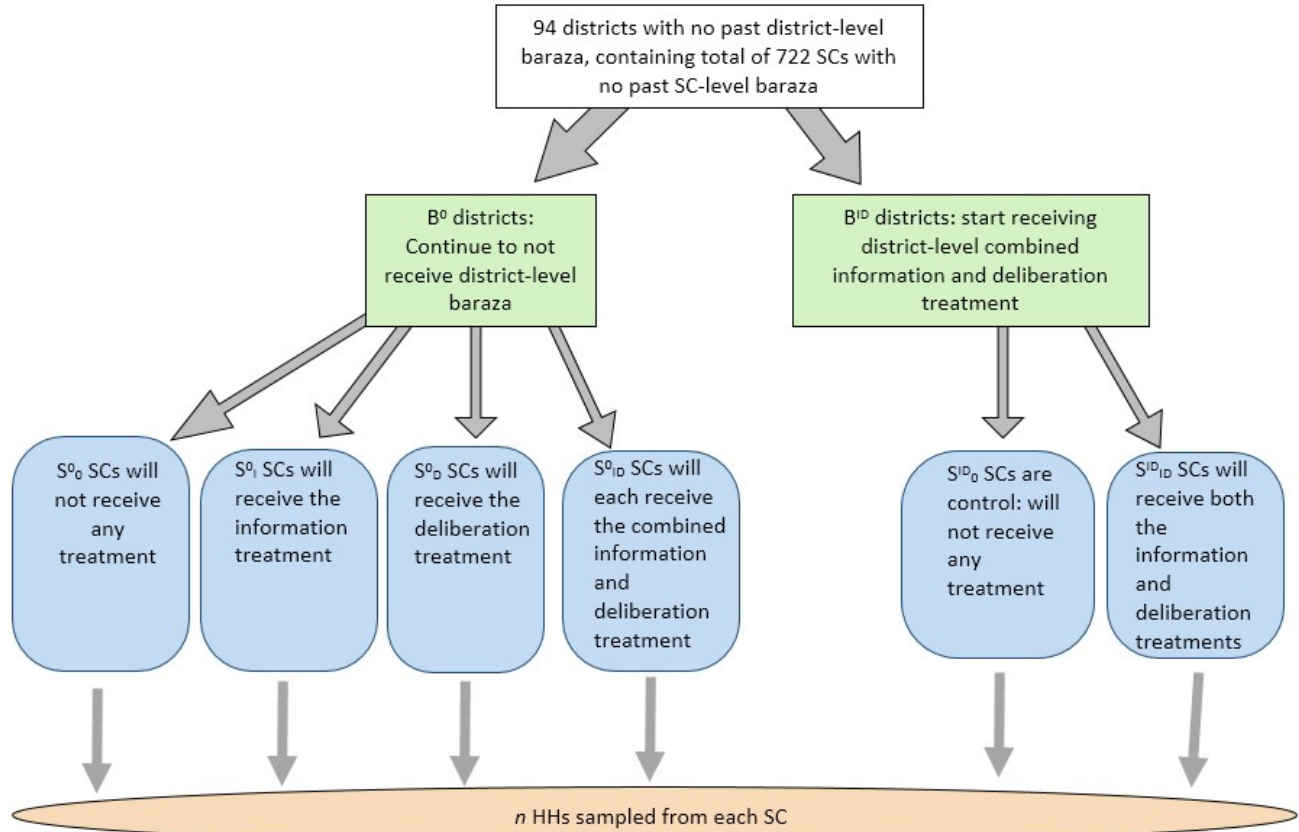 94 districts with no past district-level
baraza, containing total of 722 SCs with
no past SC-level baraza
B⁰ districts:
Continue to not
receive district-level
baraza
Bᴵᴰ districts: start receiving
district-level combined
information and deliberation
treatment
S⁰₀ SCs will
not receive
any
treatment
S⁰I SCs will
receive the
information
treatment
S⁰D SCs will
receive the
deliberation
treatment
S⁰ID SCs will
each receive
the combined
information
and
deliberation
treatment
Sᴵᴰ₀ SCs are
control: will
not receive
any
treatment
SᴵᴰID SCs will
receive both
the
information
and
deliberation
treatments
n HHs sampled from each SC